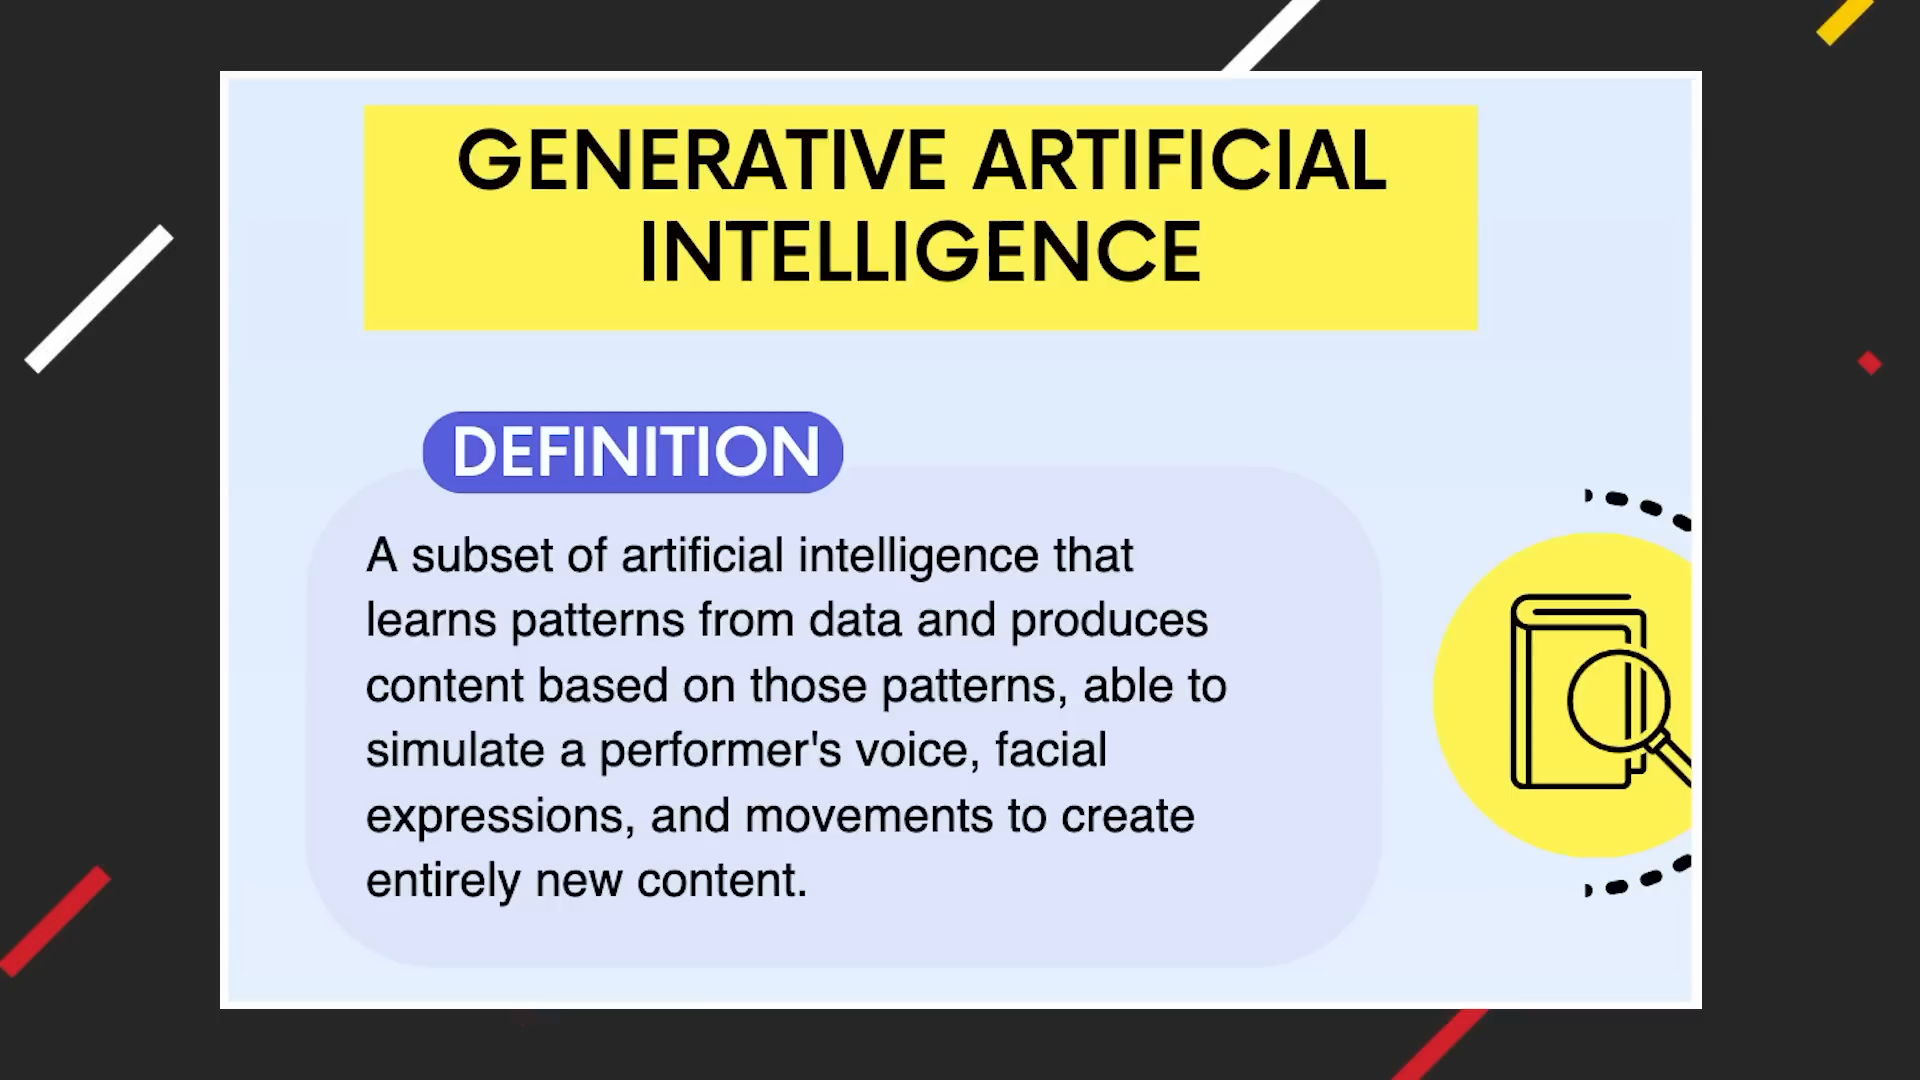 GENERATIVE ARTIFICIAL
INTELLIGENCE
DEFINITION
A subset of artificial intelligence that
learns patterns from data and produces
content based on those patterns, able to
simulate a performer's voice, facial
expressions, and movements to create
entirely new content.